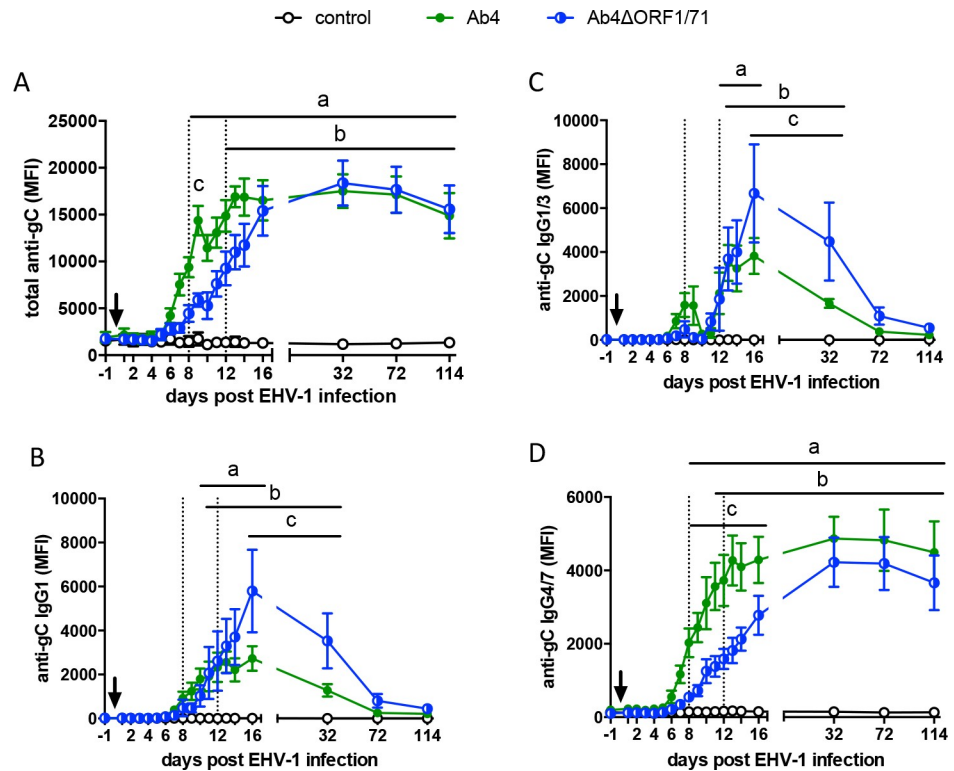 control Ab4 Ab4ΔORF1/71
A
a
b
c
25000
20000
15000
10000
5000
0
total anti-gC (MFI)
-1 2 4 6 8 12 16 32 72 114
days post EHV-1 infection
C
a
b
c
10000
8000
6000
4000
2000
0
anti-gC IgG1/3 (MFI)
-1 2 4 6 8 12 16 32 72 114
days post EHV-1 infection
B
a
b
c
10000
8000
6000
4000
2000
0
anti-gC IgG1 (MFI)
-1 2 4 6 8 12 16 32 72 114
days post EHV-1 infection
D
a
b
c
6000
4000
2000
0
anti-gC IgG4/7 (MFI)
-1 2 4 6 8 12 16 32 72 114
days post EHV-1 infection